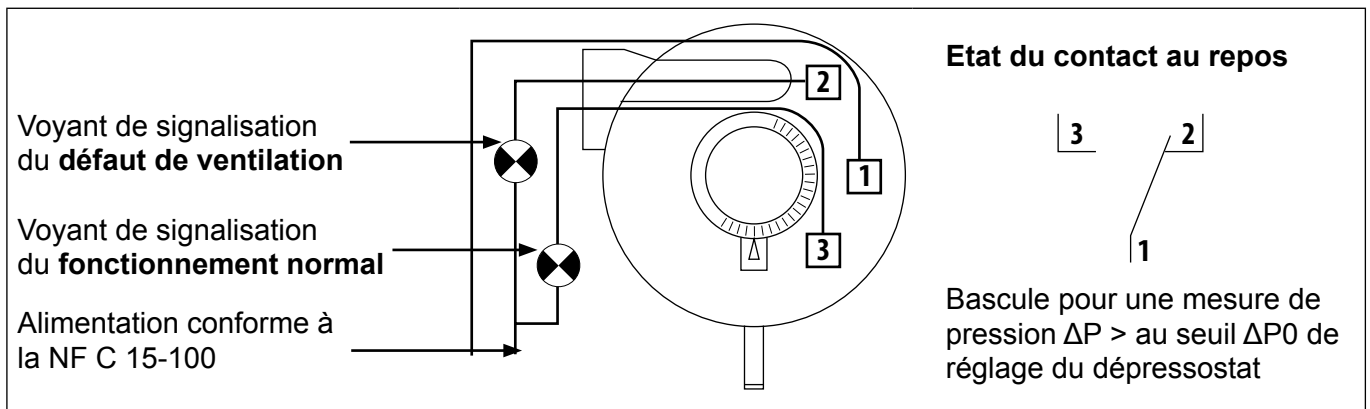 Voyant de signalisation
du défaut de ventilation
Voyant de signalisation
du fonctionnement normal
Alimentation conforme à
la NF C 15-100
2
1
3
Etat du contact au repos
3 2
1
Bascule pour une mesure de
pression ΔP > au seuil ΔP0 de
réglage du dépressostat